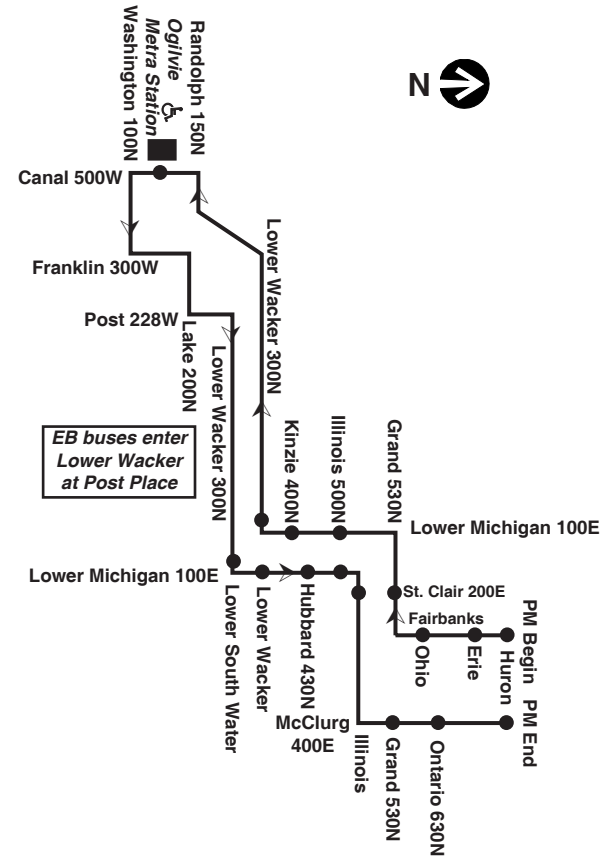 Randolph 150N
Ogilvie
Metra Station
Washington 100N
N
Canal 500W
Franklin 300W
Post 228W
Lake 200N
Lower Wacker 300N
Lower Wacker 300N
EB buses enter
Lower Wacker
at Post Place
Kinzie 400N
Illinois 500N
Grand 530N
Lower Michigan 100E
Lower Michigan 100E
St. Clair 200E
Fairbanks
Ohio
Erie
Huron
PM Begin
PM End
Lower South Water
Lower Wacker
Hubbard 430N
McClurg
400E
Illinois
Grand 530N
Ontario 630N